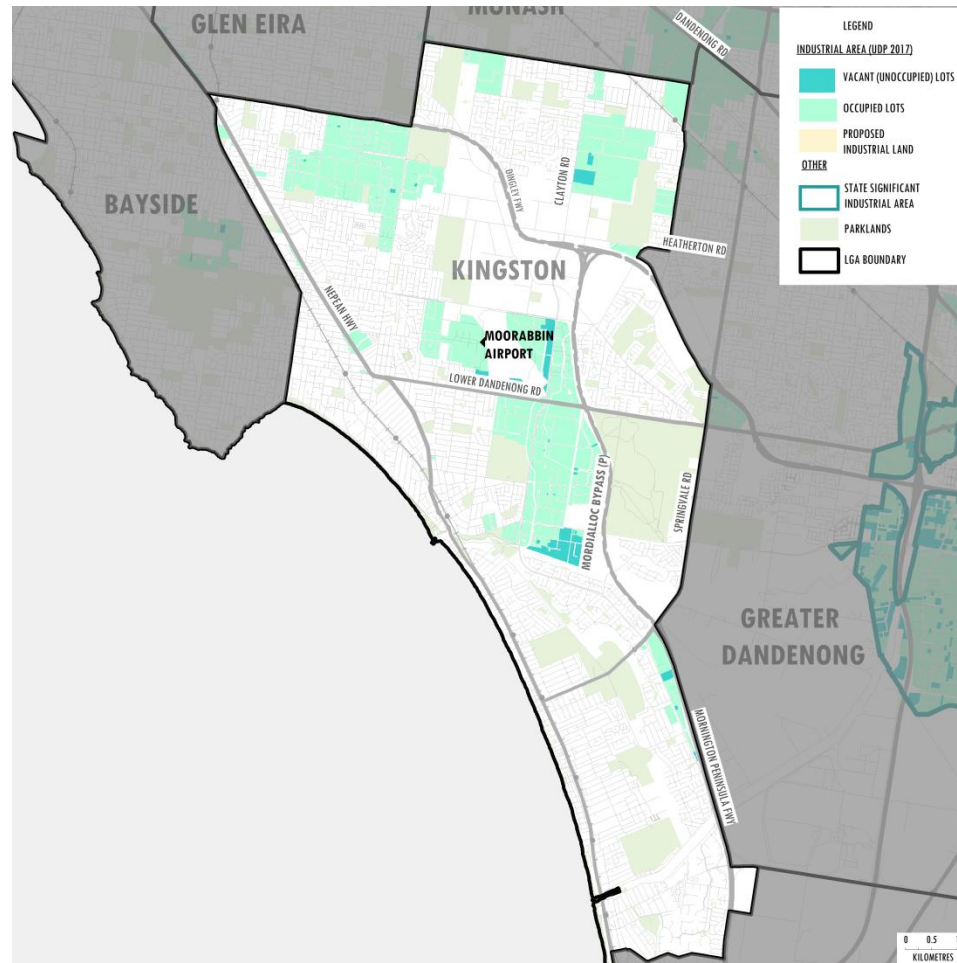 MONASH
GLEN EIRA
DANDENONG RD
LEGEND
INDUSTRIAL AREA (UDP 2017)
VACANT (UNOCCUPIED) LOTS
OCCUPIED LOTS
PROPOSED
INDUSTRIAL LAND
OTHER
STATE SIGNIFICANT
INDUSTRIAL AREA
PARKLANDS
LGA BOUNDARY
BAYSIDE
DINGLEY FWY
CLAYTON RD
HEATHERTON RD
KINGSTON
NEPEAN HWY
MOORABBIN
AIRPORT
LOWER DANDENONG RD
MORDIALLOC BYPASS (P)
SPRINGVALE RD
GREATER
DANDENONG
MORNINGTON PENINSULA FWY
0 0.5 1
KILOMETRES